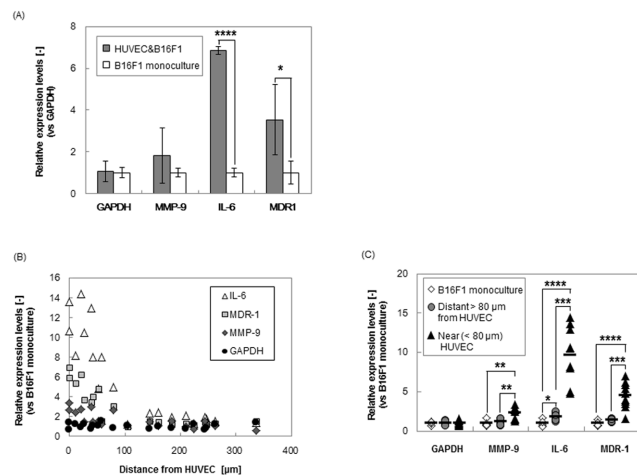 (A)
Relative expression levels [-]
(vs GAPDH)
8
6
4
2
0
HUVEC&B16F1
B16F1 monoculture
****
*
GAPDH
MMP-9
IL-6
MDR1
(B)
Relative expression levels [-]
(vs B16F1 monoculture)
16
14
12
10
8
6
4
2
0
IL-6
MDR-1
MMP-9
GAPDH
0
100
200
300
400
Distance from HUVEC [µm]
(C)
Relative expression levels [-]
(vs B16F1 monoculture)
20
15
10
5
0
B16F1 monoculture
Distant > 80 µm
from HUVEC
Near (< 80 µm)
HUVEC
**
**
****
***
*
****
***
GAPDH
MMP-9
IL-6
MDR-1